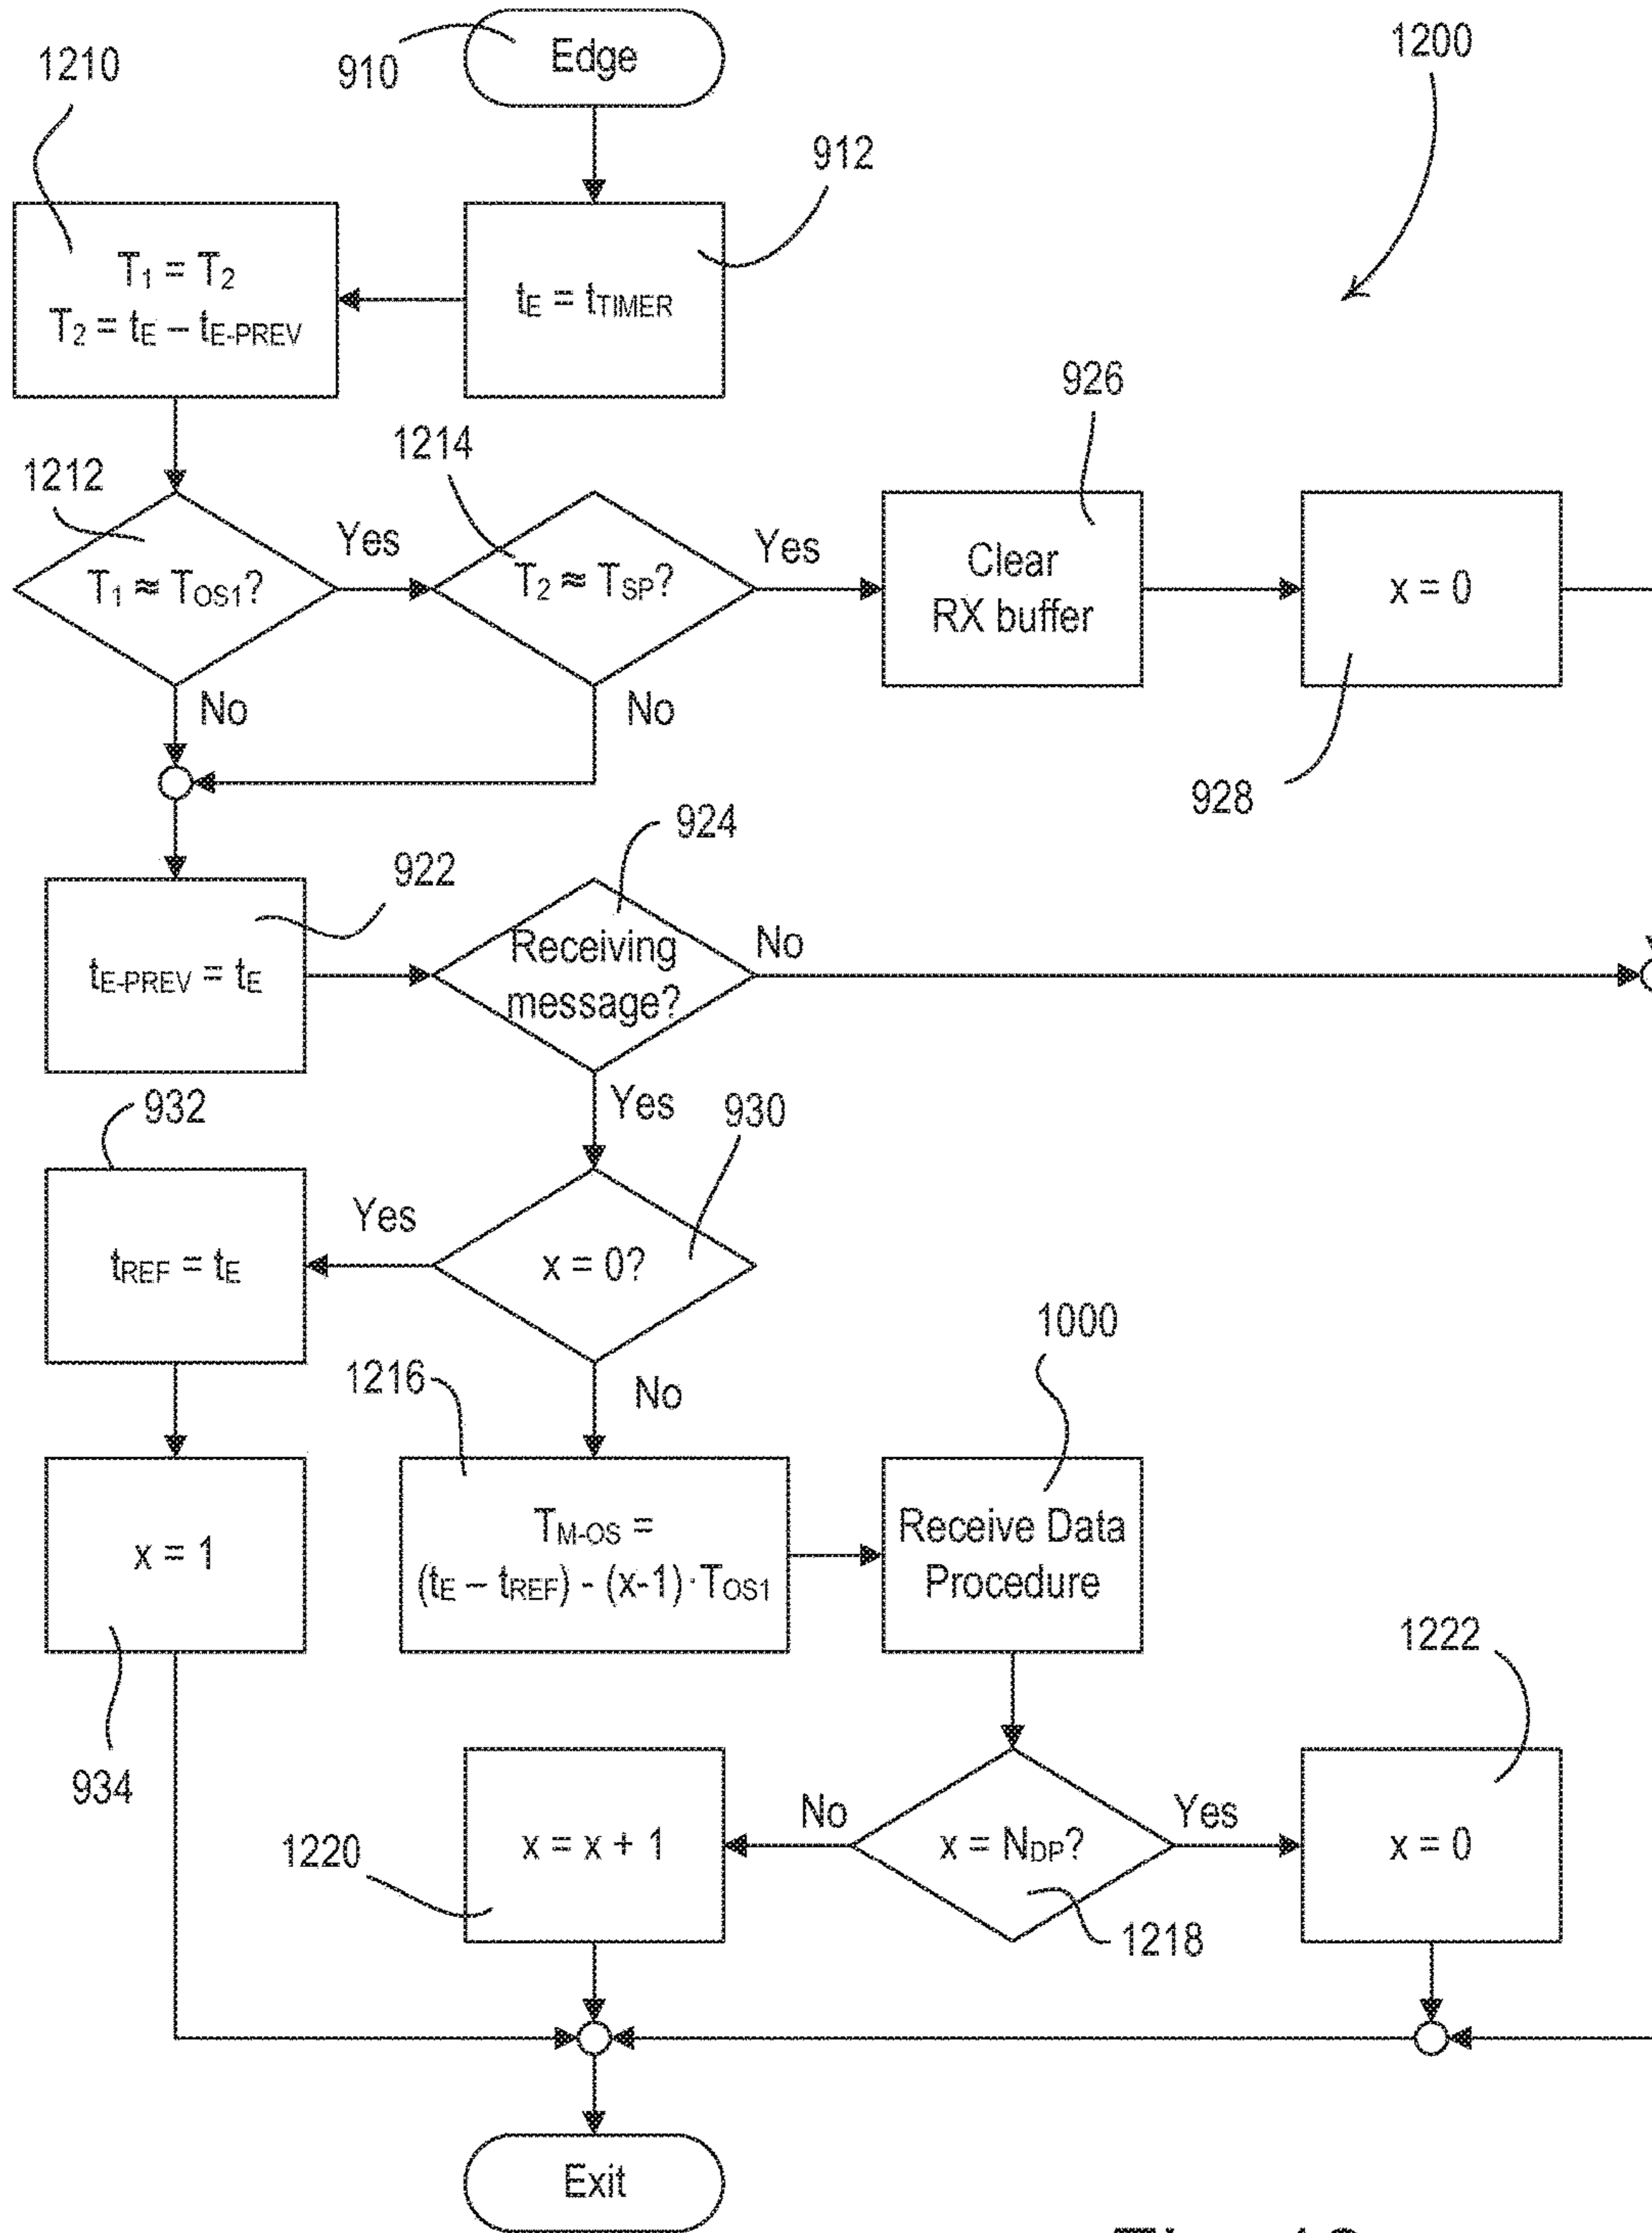 1210
910
Edge
1200
912
T₁ = T₂
T₂ = tE – tE-PREV
tE = tTIMER
926
1214
1212
Yes
Yes
T₁ ≈ TOS1?
T₂ ≈ TSP?
Clear
RX buffer
x = 0
No
No
928
924
922
tE-PREV = tE
Receiving
message?
No
932
Yes
930
Yes
tREF = tE
x = 0?
1000
1216
No
x = 1
TM-OS =
(tE – tREF) - (x-1)·TOS1
Receive Data
Procedure
1222
934
No
Yes
1220
x = x + 1
x = NDP?
x = 0
1218
Exit